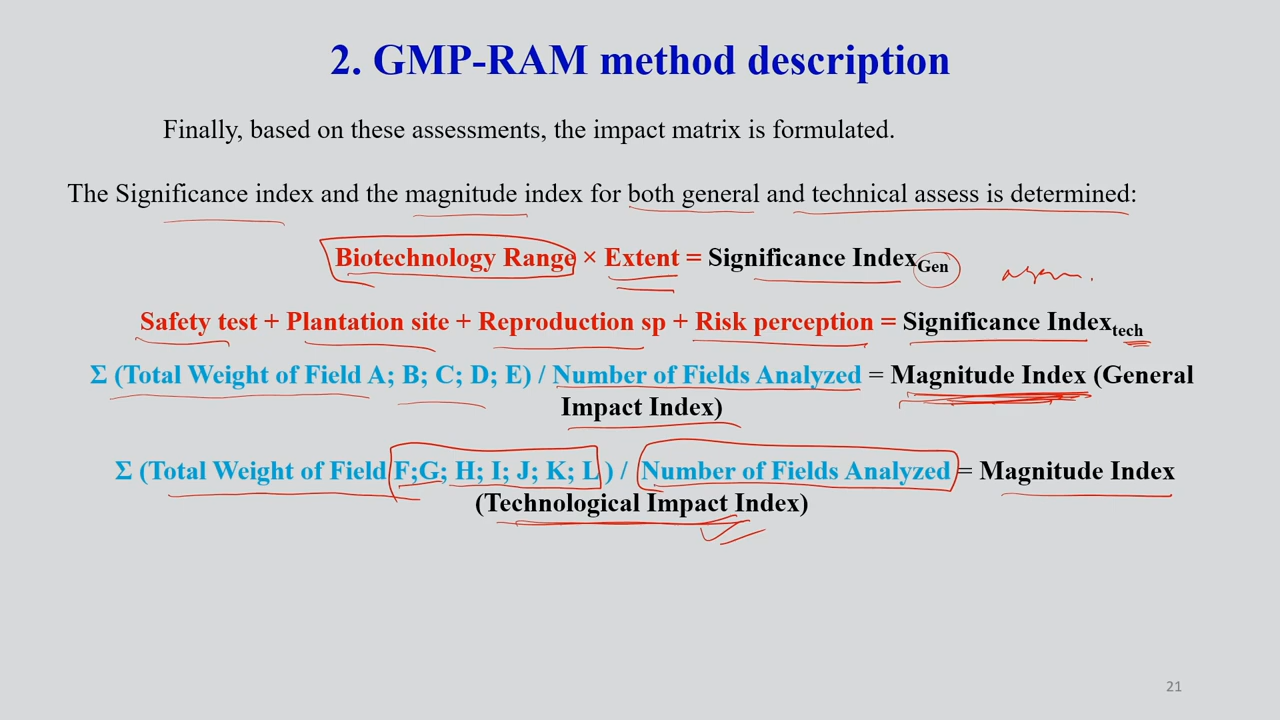 2. GMP-RAM method description
Finally, based on these assessments, the impact matrix is formulated.
The Significance index and the magnitude index for both general and technical assess is determined:
Biotechnology Range × Extent = Significance IndexGen
Safety test + Plantation site + Reproduction sp + Risk perception = Significance Indextech
Σ (Total Weight of Field A; B; C; D; E) / Number of Fields Analyzed = Magnitude Index (General
Impact Index)
Σ (Total Weight of Field F;G; H; I; J; K; L ) / Number of Fields Analyzed = Magnitude Index
(Technological Impact Index)
21